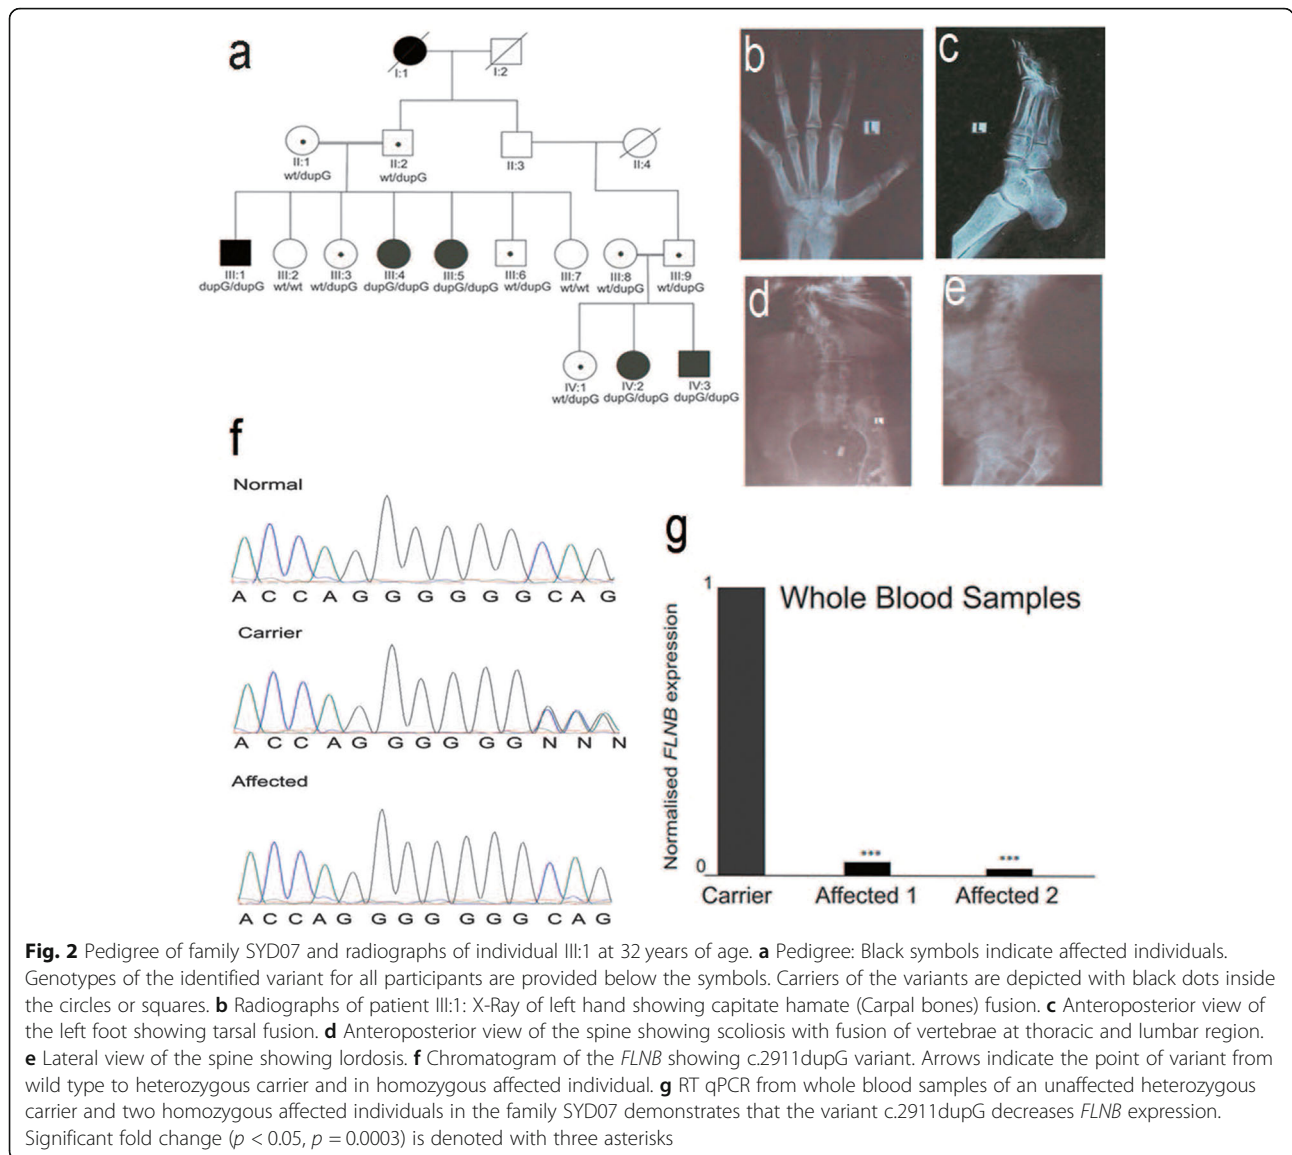 a
I:1 I:2
II:1 II:2 II:3 II:4
wt/dupG wt/dupG
III:1 III:2 III:3 III:4 III:5 III:6 III:7 III:8 III:9
dupG/dupG wt/wt wt/dupG dupG/dupG dupG/dupG wt/dupG wt/wt wt/dupG wt/dupG
IV:1 IV:2 IV:3
wt/dupG dupG/dupG dupG/dupG
b
L
c
L
d
e
f
Normal
A C C A G G G G G G C A G
Carrier
A C C A G G G G G G N N N
Affected
A C C A G G G G G G G C A G
g
Whole Blood Samples
Normalised FLNB expression
1
0
*** ***
Carrier Affected 1 Affected 2
Fig. 2 Pedigree of family SYD07 and radiographs of individual III:1 at 32 years of age. a Pedigree: Black symbols indicate affected individuals.
Genotypes of the identified variant for all participants are provided below the symbols. Carriers of the variants are depicted with black dots inside
the circles or squares. b Radiographs of patient III:1: X-Ray of left hand showing capitate hamate (Carpal bones) fusion. c Anteroposterior view of
the left foot showing tarsal fusion. d Anteroposterior view of the spine showing scoliosis with fusion of vertebrae at thoracic and lumbar region.
e Lateral view of the spine showing lordosis. f Chromatogram of the FLNB showing c.2911dupG variant. Arrows indicate the point of variant from
wild type to heterozygous carrier and in homozygous affected individual. g RT qPCR from whole blood samples of an unaffected heterozygous
carrier and two homozygous affected individuals in the family SYD07 demonstrates that the variant c.2911dupG decreases FLNB expression.
Significant fold change (p < 0.05, p = 0.0003) is denoted with three asterisks